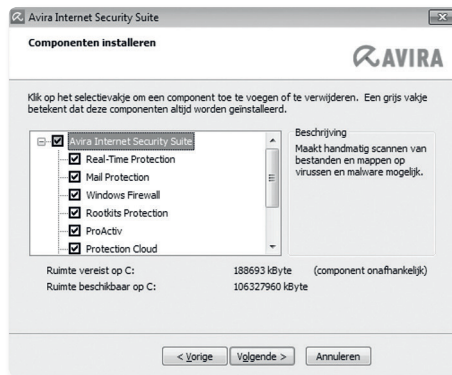 Avira Internet Security Suite
Componenten installeren
AVIRA
Klik op het selectievakje om een component toe te voegen of te verwijderen. Een grijs vakje
betekent dat deze componenten altijd worden geïnstalleerd.
Avira Internet Security Suite
Real-Time Protection
Mail Protection
Windows Firewall
Rootkits Protection
ProActiv
Protection Cloud
Beschrijving
Maakt handmatig scannen van
bestanden en mappen op
virussen en malware mogelijk.
Ruimte vereist op C: 188693 kByte (component onafhankelijk)
Ruimte beschikbaar op C: 106327960 kByte
< Vorige Volgende > Annuleren